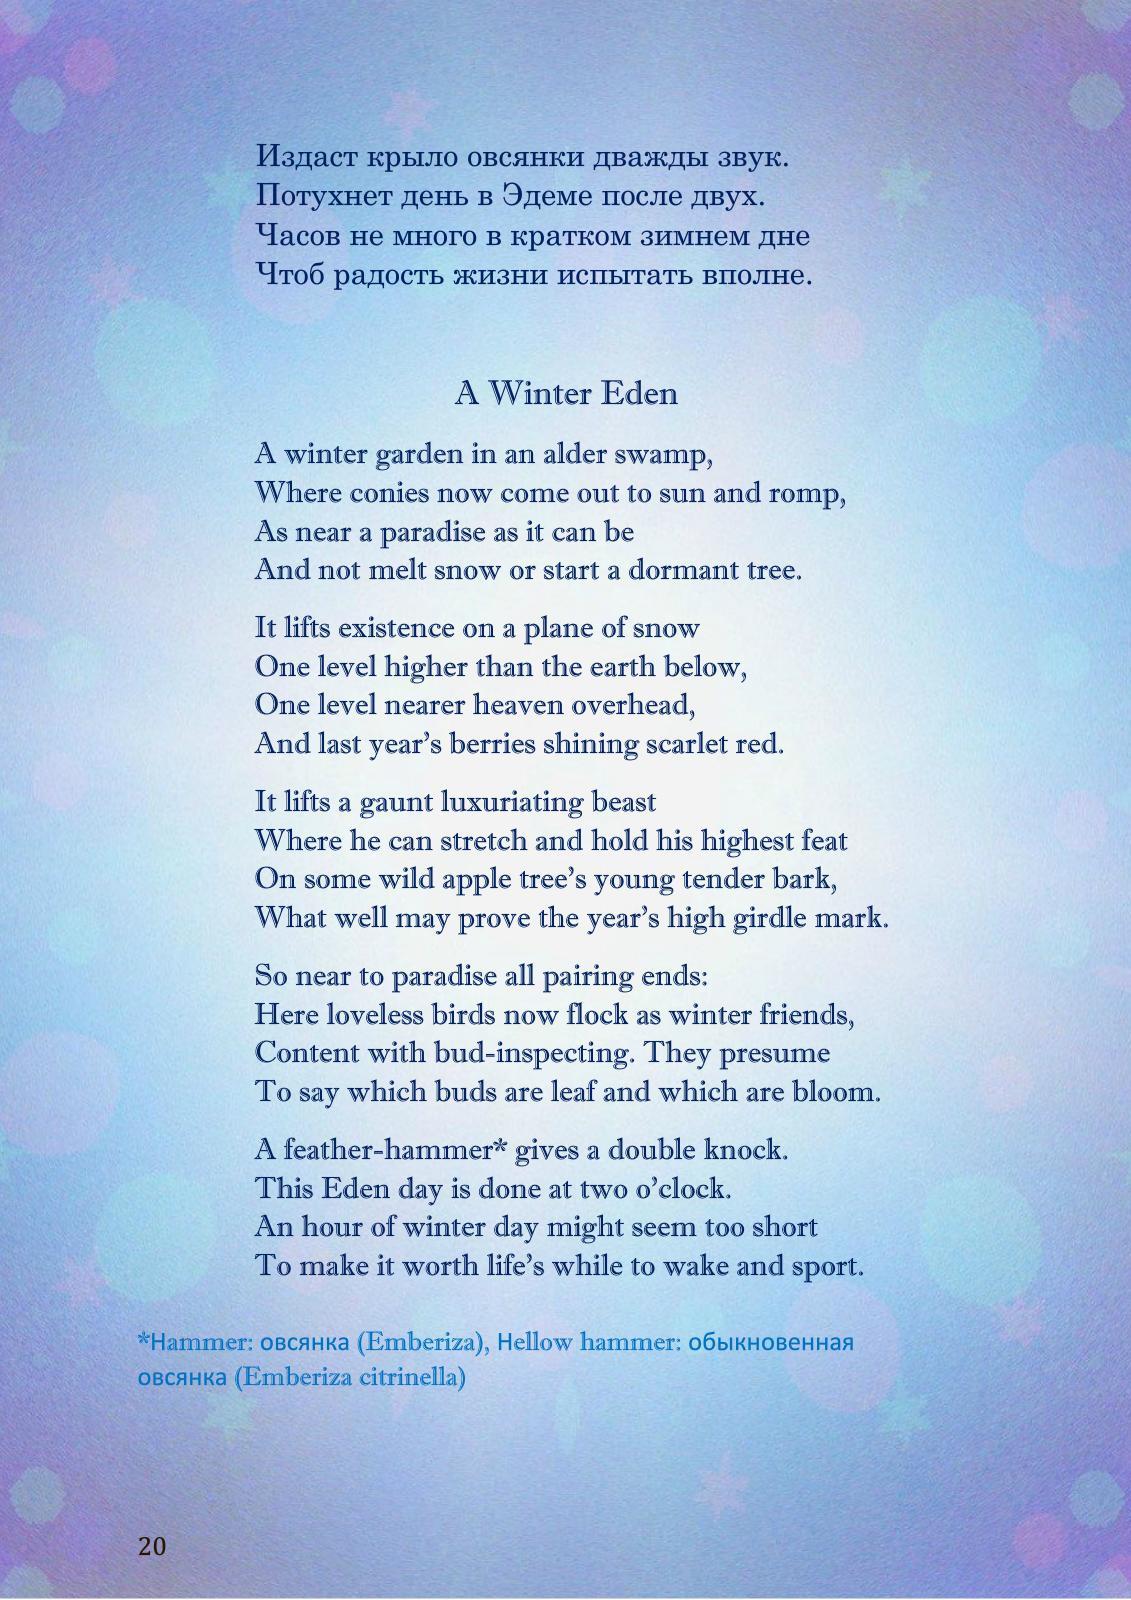 Издаст крыло овсянки дважды звук.
Потухнет день в Эдеме после двух.
Часов не много в кратком зимнем дне
Чтоб радость жизни испытать вполне.
A Winter Eden
A winter garden in an alder swamp,
Where conies now come out to sun and romp,
As near a paradise as it can be
And not melt snow or start a dormant tree.
It lifts existence on a plane of snow
One level higher than the earth below,
One level nearer heaven overhead,
And last year’s berries shining scarlet red.
It lifts a gaunt luxuriating beast
Where he can stretch and hold his highest feat
On some wild apple tree’s young tender bark,
What well may prove the year’s high girdle mark.
So near to paradise all pairing ends:
Here loveless birds now flock as winter friends,
Content with bud-inspecting. They presume
To say which buds are leaf and which are bloom.
A feather-hammer* gives a double knock.
This Eden day is done at two o’clock.
An hour of winter day might seem too short
To make it worth life’s while to wake and sport.
*Hammer: овсянка (Emberiza), Hellow hammer: обыкновенная
овсянка (Emberiza citrinella)
20